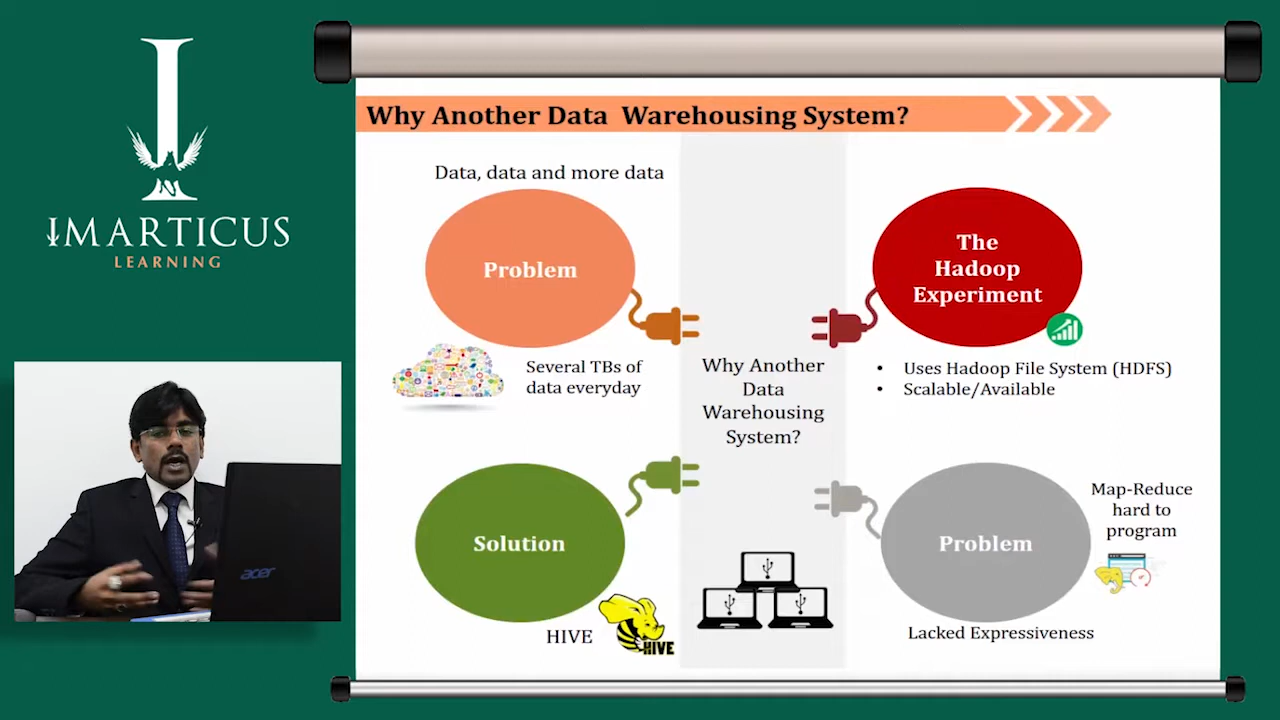 IMARTICUS
LEARNING
Why Another Data Warehousing System?
Data, data and more data
Problem
Several TBs of
data everyday
The
Hadoop
Experiment
• Uses Hadoop File System (HDFS)
• Scalable/Available
Why Another
Data
Warehousing
System?
Solution
HIVE
HIVE
Problem
Map-Reduce
hard to
program
Lacked Expressiveness
acer